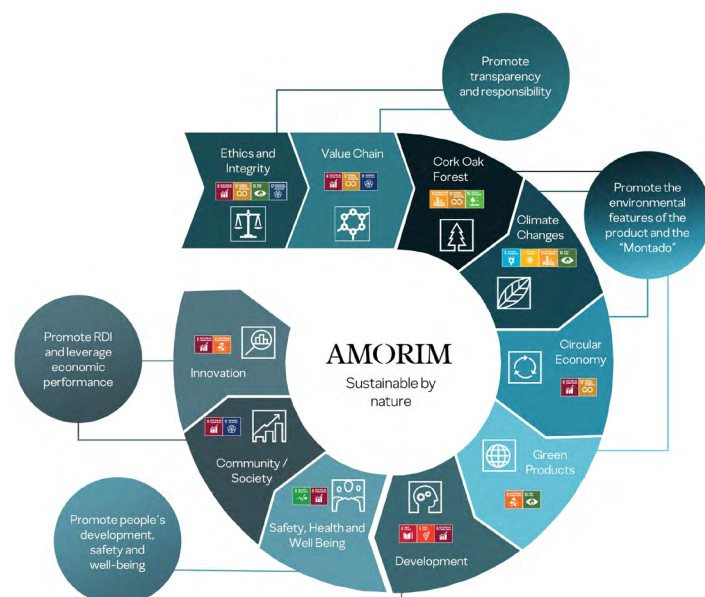 Promote
transparency
and responsibility
Ethics and
Integrity
Value Chain
Cork Oak
Forest
Climate
Changes
Promote the
environmental
features of the
product and the
"Montado"
Circular
Economy
Green
Products
Development
Safety, Health and
Well Being
Community /
Society
Innovation
Promote RDI
and leverage
economic
performance
Promote people's
development,
safety and
well-being
AMORIM
Sustainable by
nature